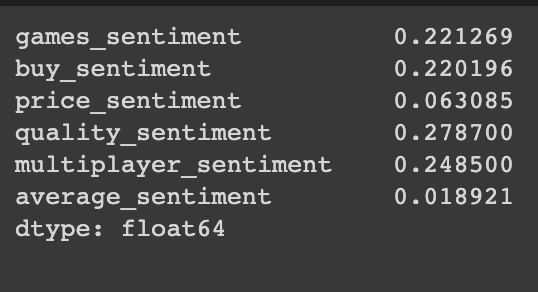 games_sentiment 0.221269
buy_sentiment 0.220196
price_sentiment 0.063085
quality_sentiment 0.278700
multiplayer_sentiment 0.248500
average_sentiment 0.018921
dtype: float64